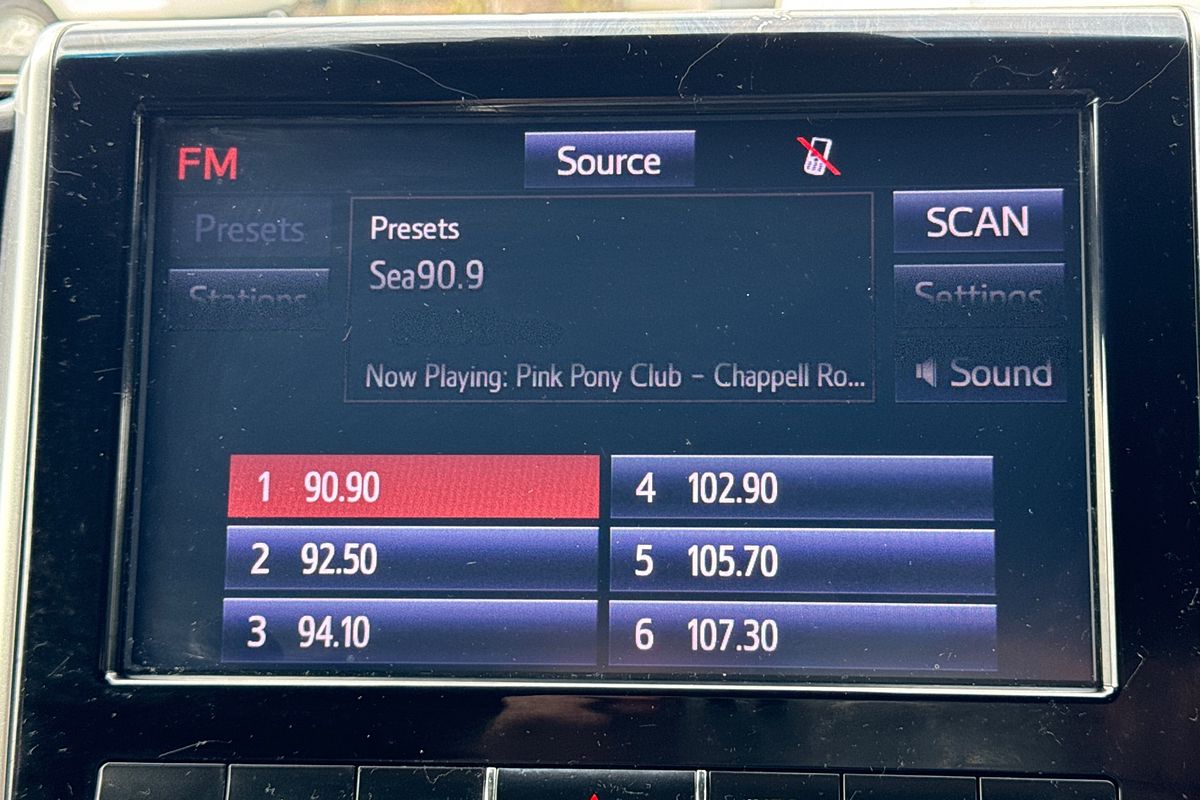 FM
Source
Presets
Presets
SCAN
Sea90.9
Stations
Settings
Now Playing: Pink Pony Club - Chappell Ro...
Sound
1 90.90
4 102.90
2 92.50
5 105.70
3 94.10
6 107.30